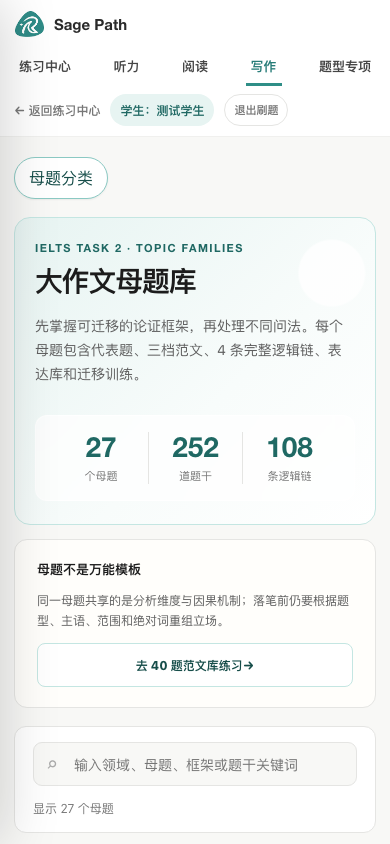 Sage Path
练习中心 听力 阅读 写作 题型专项
← 返回练习中心 学生：测试学生 退出刷题
母题分类
IELTS TASK 2 · TOPIC FAMILIES
大作文母题库
先掌握可迁移的论证框架，再处理不同问法。每个
母题包含代表题、三档范文、4 条完整逻辑链、表
达库和迁移训练。
27 252 108
个母题 道题干 条逻辑链
母题不是万能模板
同一母题共享的是分析维度与因果机制；落笔前仍要根据题
型、主语、范围和绝对词重组立场。
去 40 题范文库练习→
输入领域、母题、框架或题干关键词
显示 27 个母题